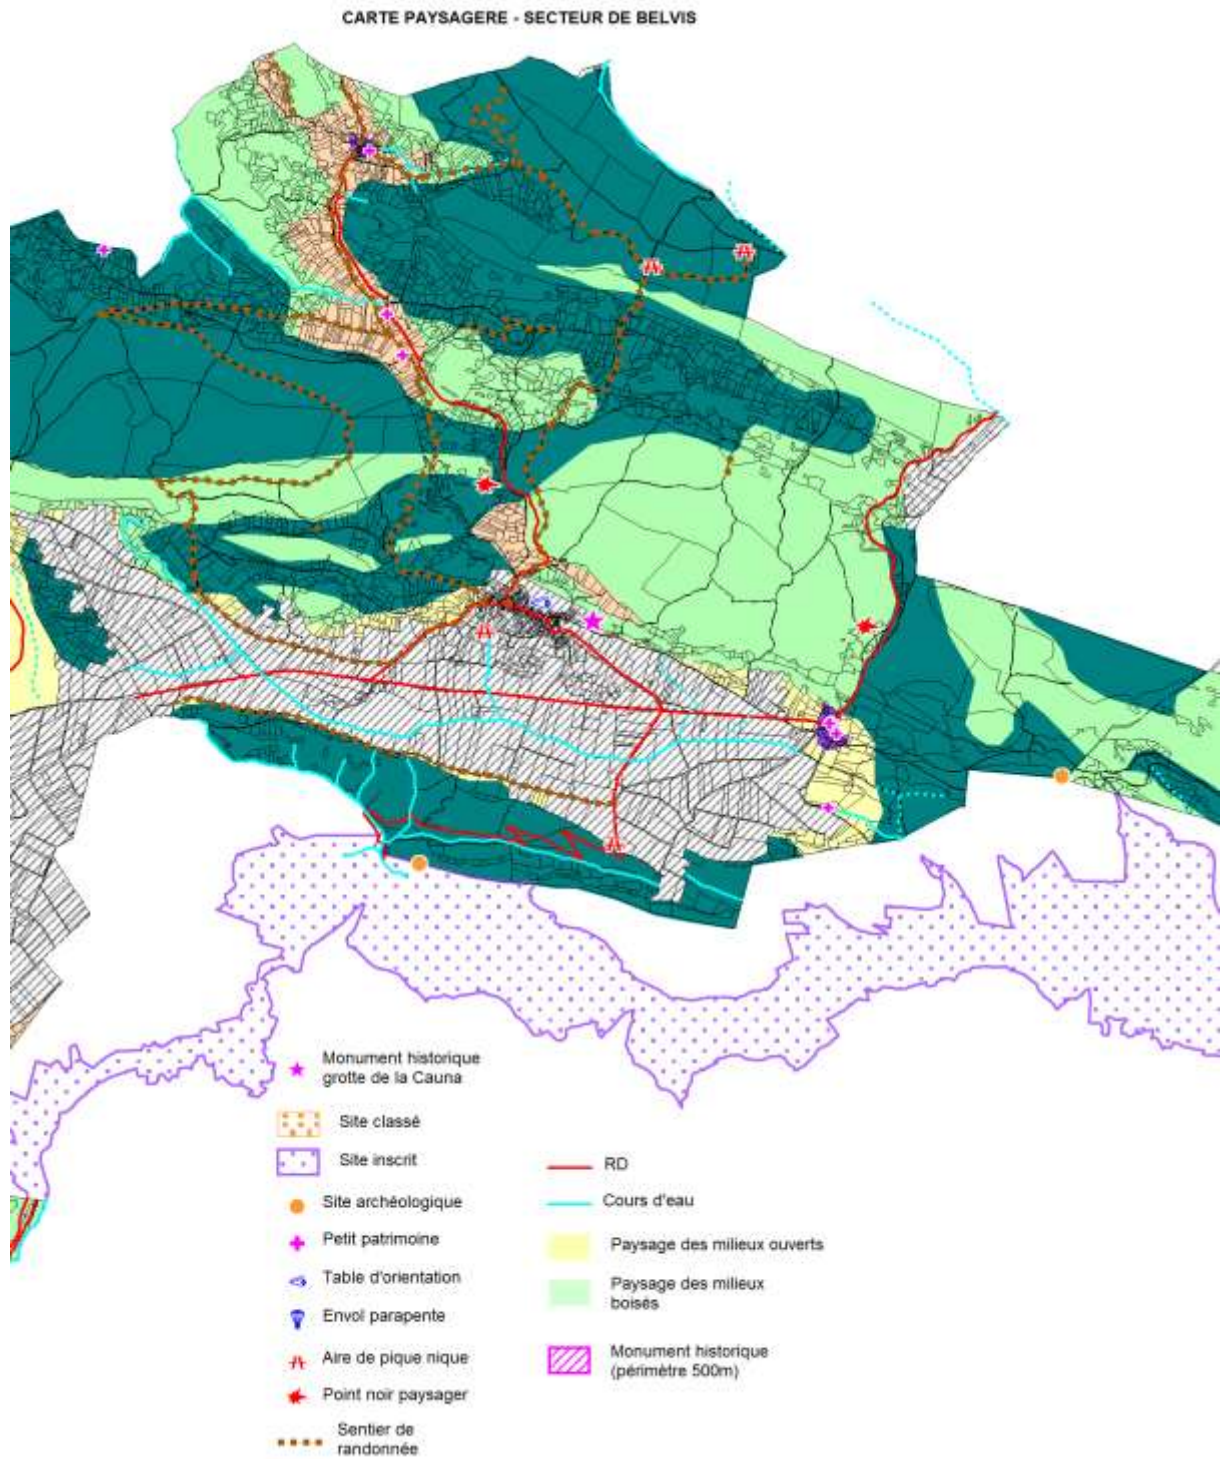 CARTE PAYSAGERE - SECTEUR DE BELVIS
Monument historique
grotte de la Cauna
Site classé
Site inscrit
Site archéologique
Petit patrimoine
Table d'orientation
Envol parapente
Aire de pique nique
Point noir paysager
Sentier de
randonnée
RD
Cours d'eau
Paysage des milieux ouverts
Paysage des milieux
boisés
Monument historique
(périmètre 500m)